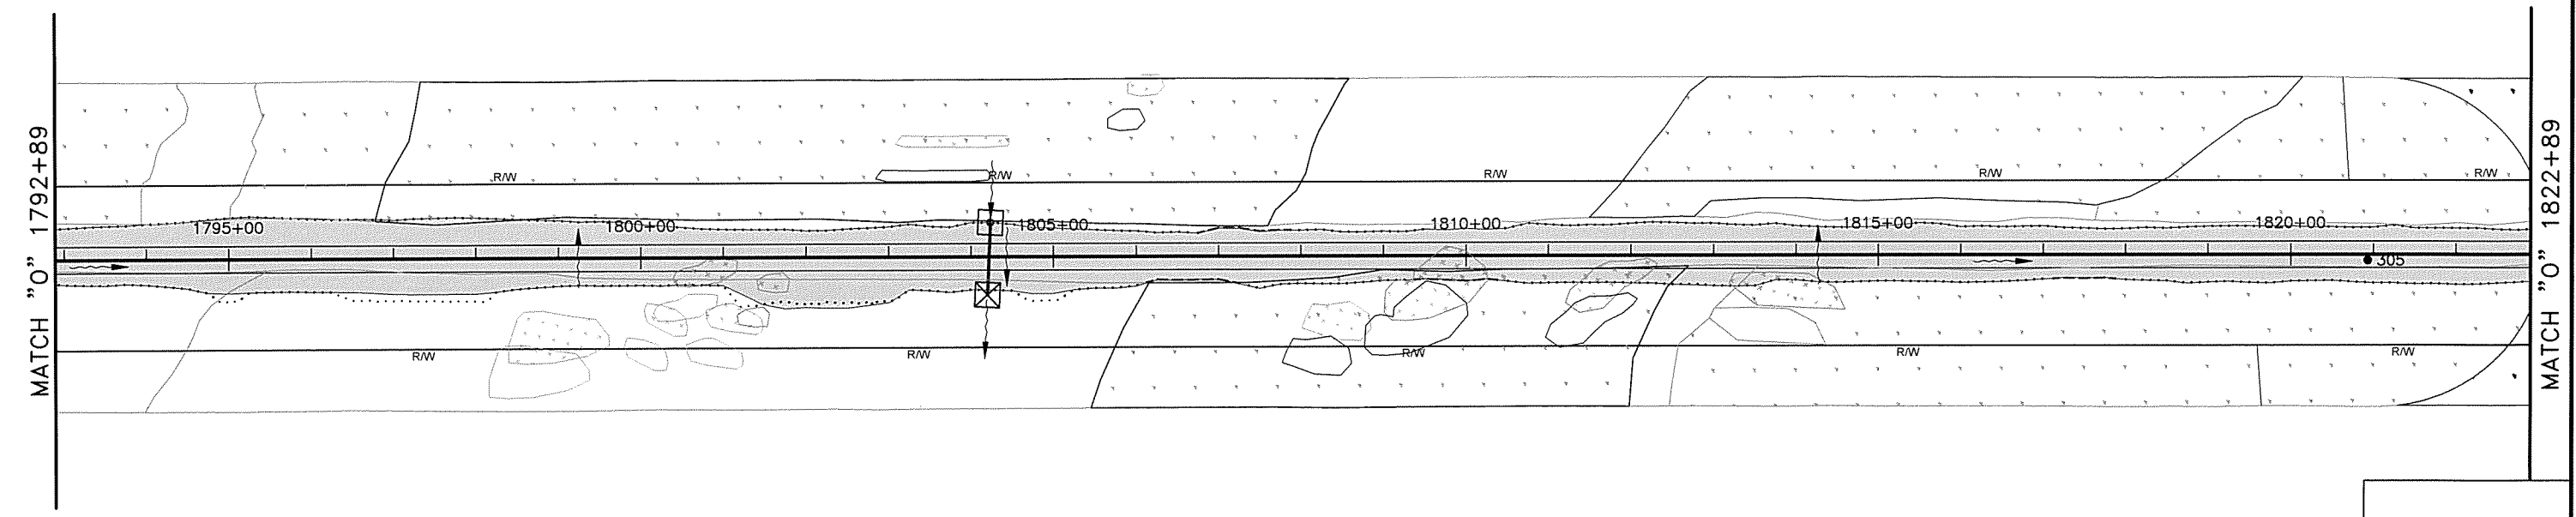 MATCH "O" 1792+89
R/W R/W R/W R/W R/W
1795+00 1800+00 1805+00 1810+00 1815+00 1820+00
305
R/W R/W R/W R/W R/W
MATCH "O" 1822+89